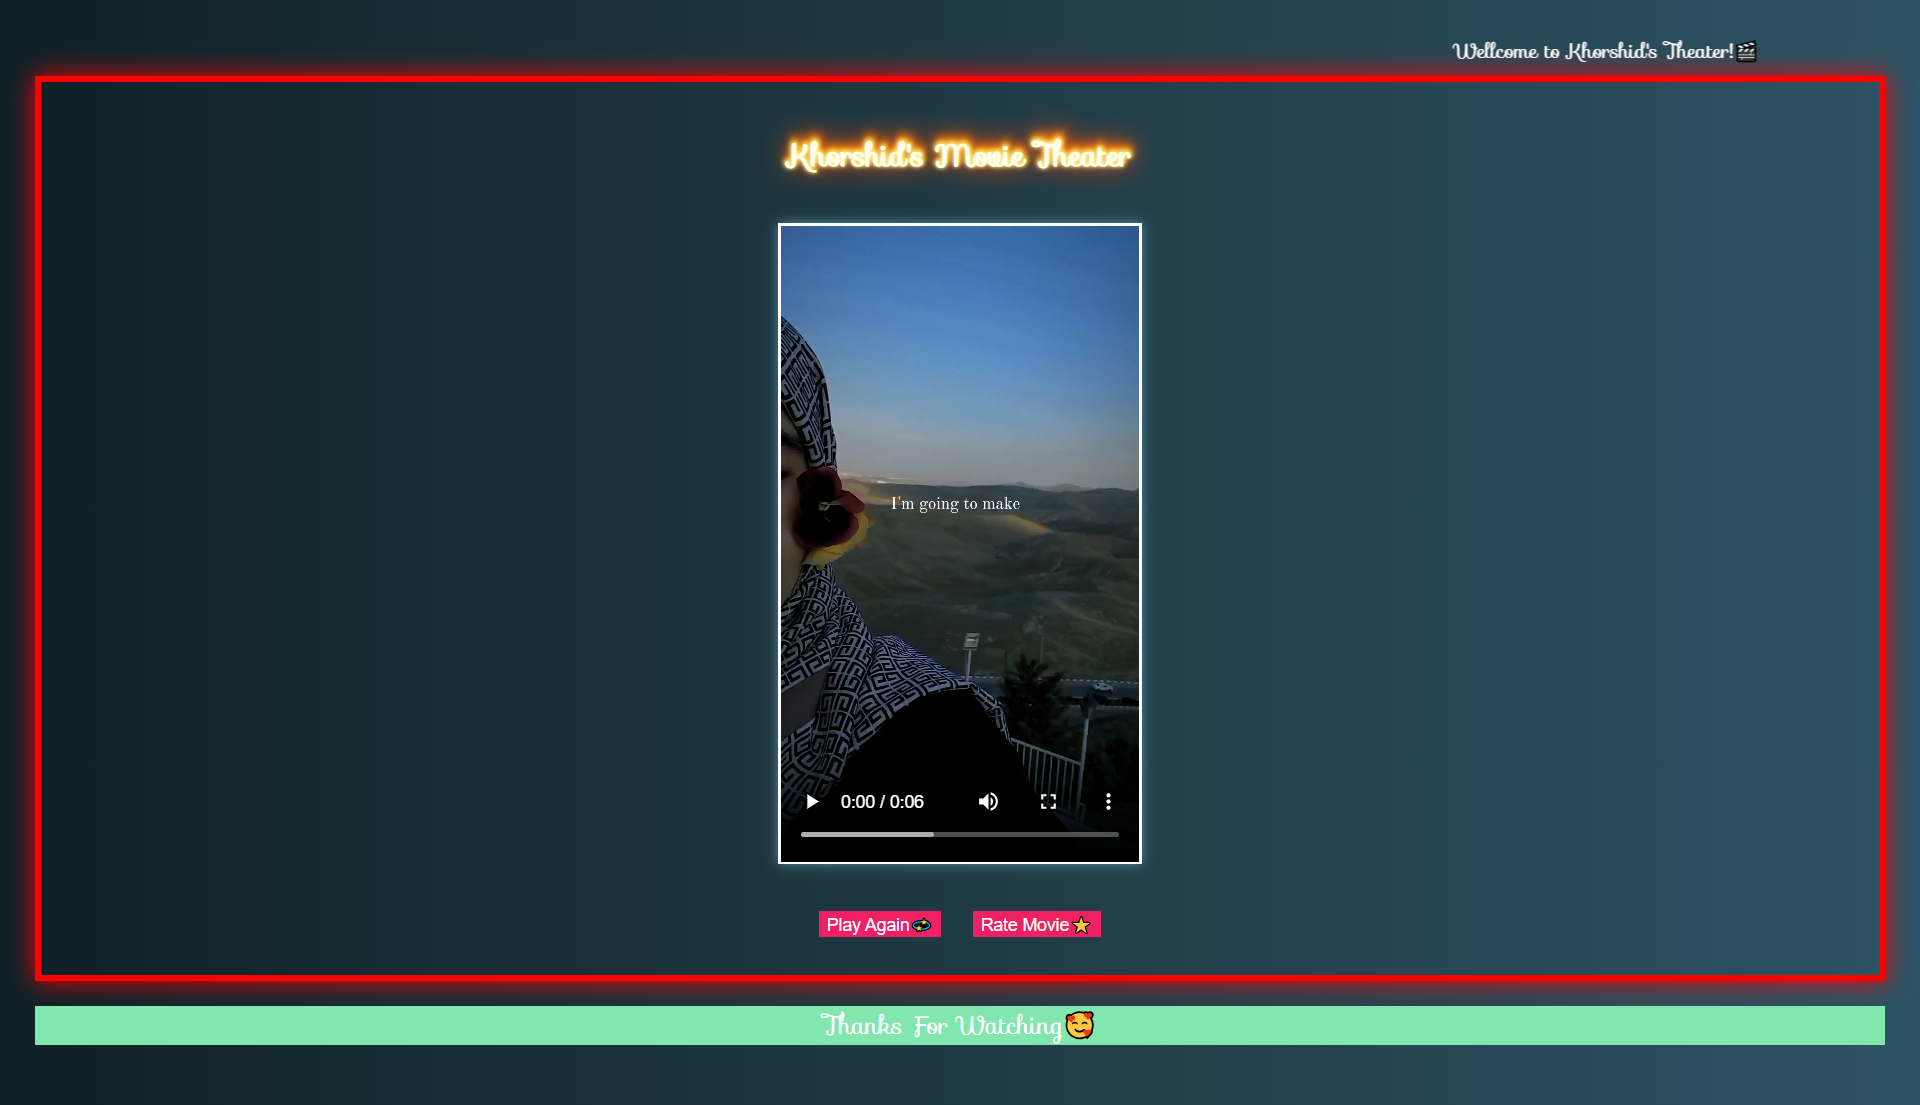 Wellcome to Khorshid's Theater!🎬
Khorshid's Movie Theater
I'm going to make
0:00 / 0:06
Play Again💫 Rate Movie⭐
Thanks For Watching🥰